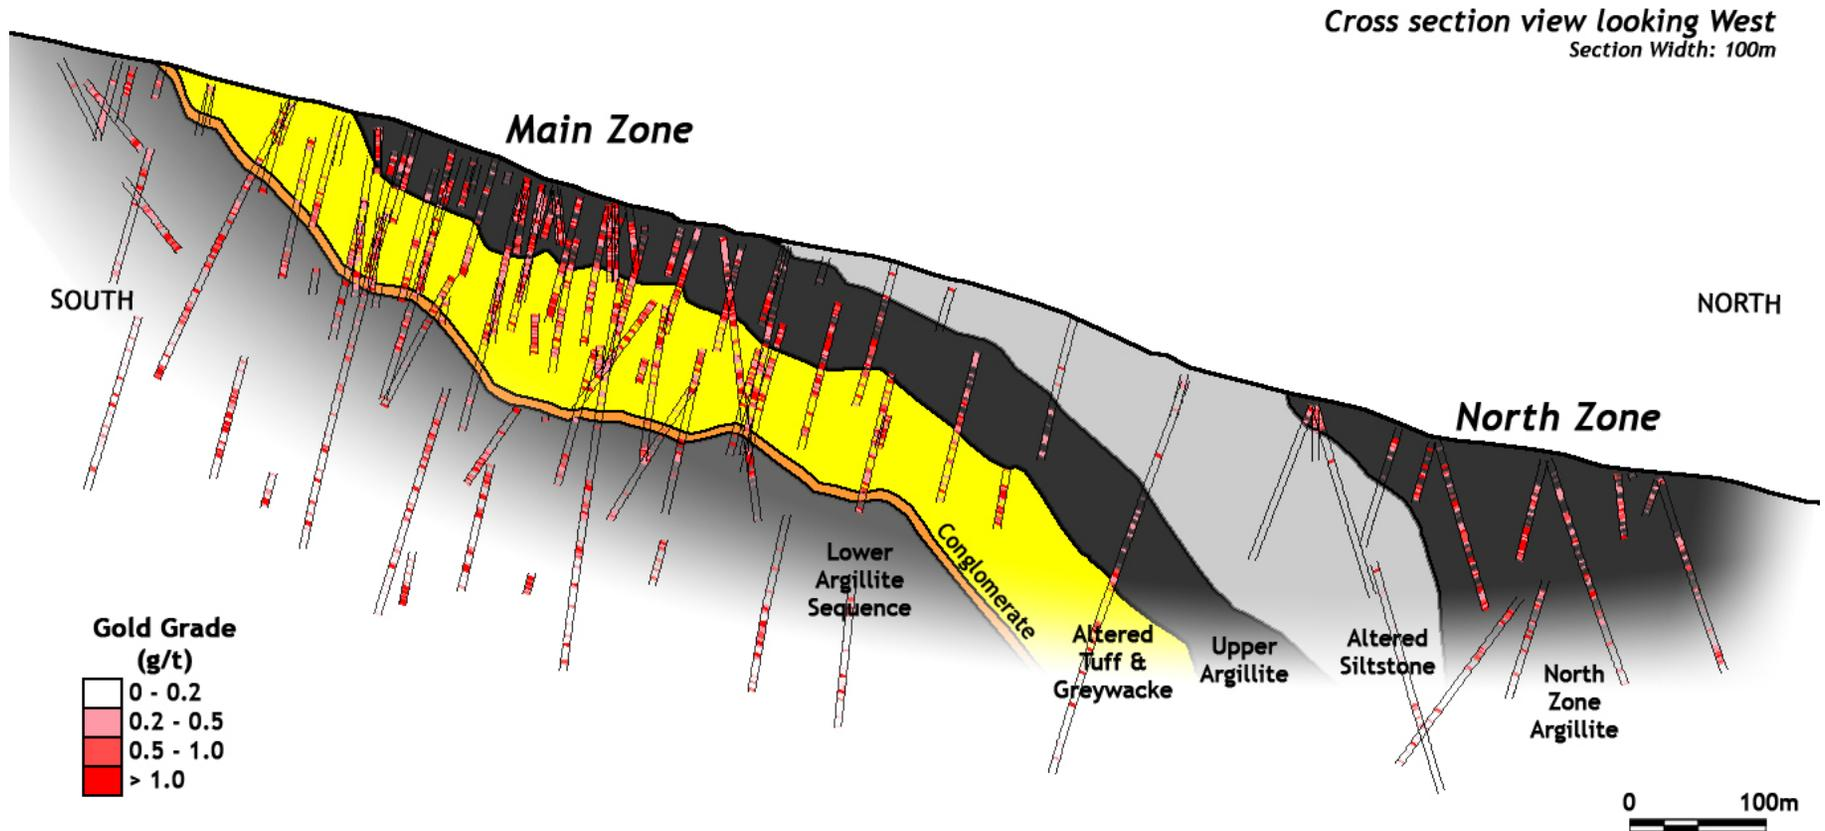 Cross section view looking West
Section Width: 100m
Main Zone
SOUTH
NORTH
North Zone
Lower
Argillite
Sequence
Conglomerate
Altered
Tuff &
Greywacke
Upper
Argillite
Altered
Siltstone
North
Zone
Argillite
Gold Grade
(g/t)
0 - 0.2
0.2 - 0.5
0.5 - 1.0
> 1.0
0 100m